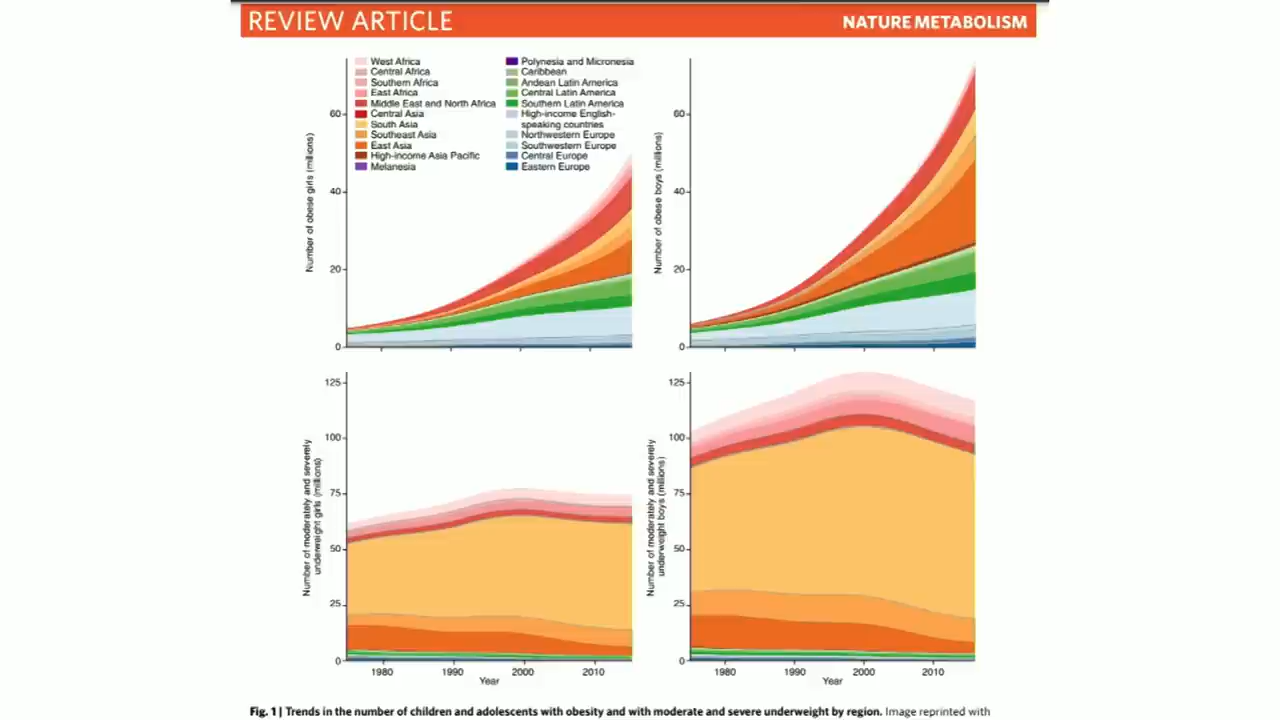 REVIEW ARTICLE
NATURE METABOLISM
West Africa
Central Africa
Southern Africa
East Africa
Middle East and North Africa
Central Asia
South Asia
Southeast Asia
East Asia
High-income Asia Pacific
Melanesia
Polynesia and Micronesia
Caribbean
Andean Latin America
Central Latin America
Southern Latin America
High-income English-
speaking countries
Northwestern Europe
Southwestern Europe
Central Europe
Eastern Europe
Number of obese girls (millions)
60
40
20
0
Number of obese boys (millions)
60
40
20
0
Number of moderately and severely
underweight girls (millions)
125
100
75
50
25
0
1980 1990 2000 2010
Year
Number of moderately and severely
underweight boys (millions)
125
100
75
50
25
0
1980 1990 2000 2010
Year
Fig. 1 | Trends in the number of children and adolescents with obesity and with moderate and severe underweight by region. Image reprinted with